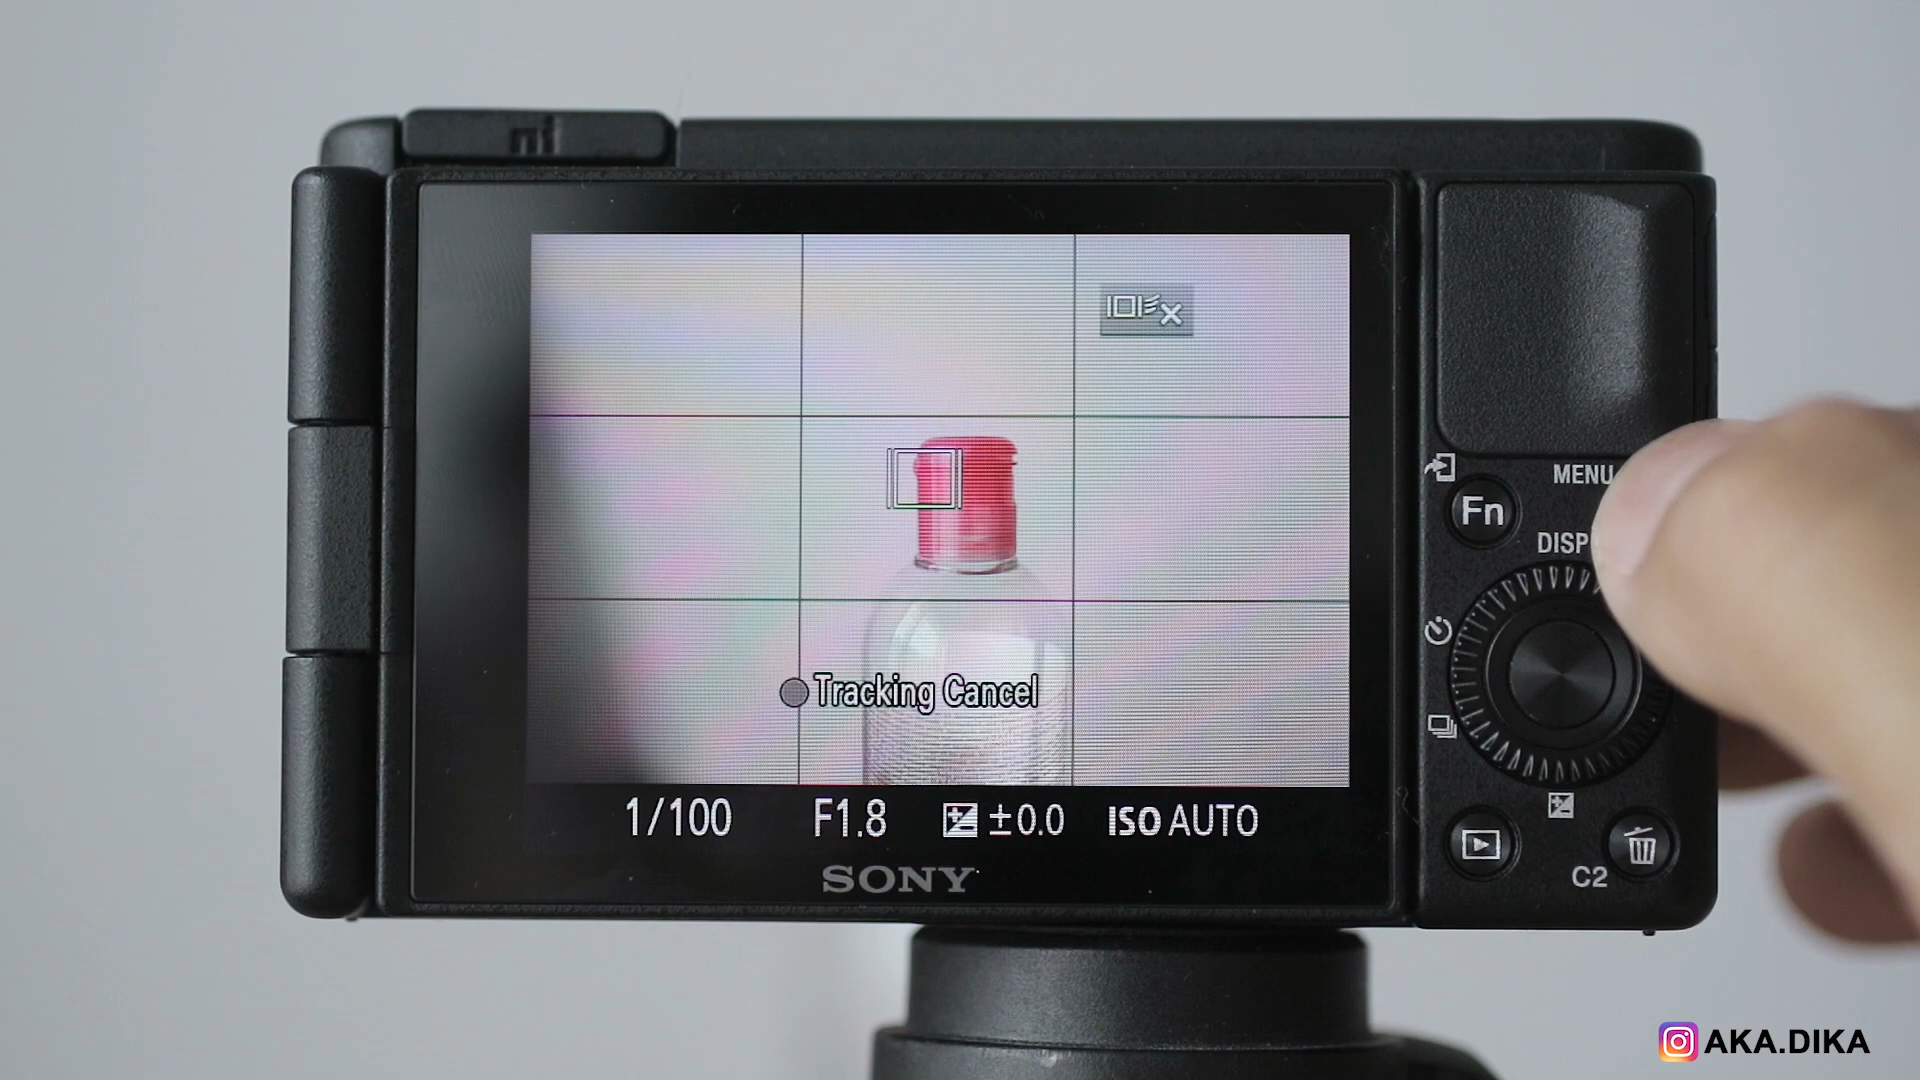 MENU
Fn
DISP
Tracking Cancel
1/100 F1.8 ±0.0 ISO AUTO
SONY
C2
AKA.DIKA